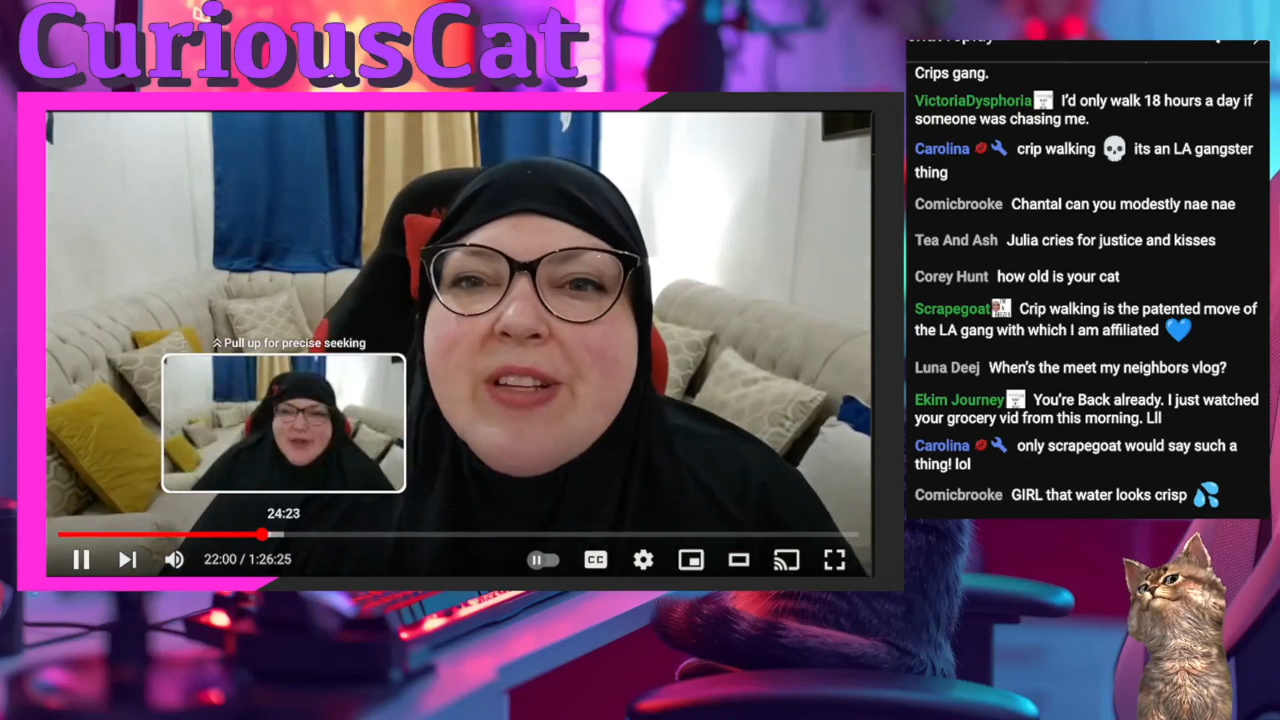 CuriousCat
Crips gang.
VictoriaDysphoria I'd only walk 18 hours a day if
someone was chasing me.
Carolina crip walking its an LA gangster
thing
Comicbrooke Chantal can you modestly nae nae
Tea And Ash Julia cries for justice and kisses
Corey Hunt how old is your cat
Scrapegoat Crip walking is the patented move of
the LA gang with which I am affiliated
Luna Deej When's the meet my neighbors vlog?
Ekim Journey You're Back already. I just watched
your grocery vid from this morning. Lll
Carolina only scrapegoat would say such a
thing! lol
Comicbrooke GIRL that water looks crisp
Pull up for precise seeking
24:23
22:00 / 1:26:25
CC